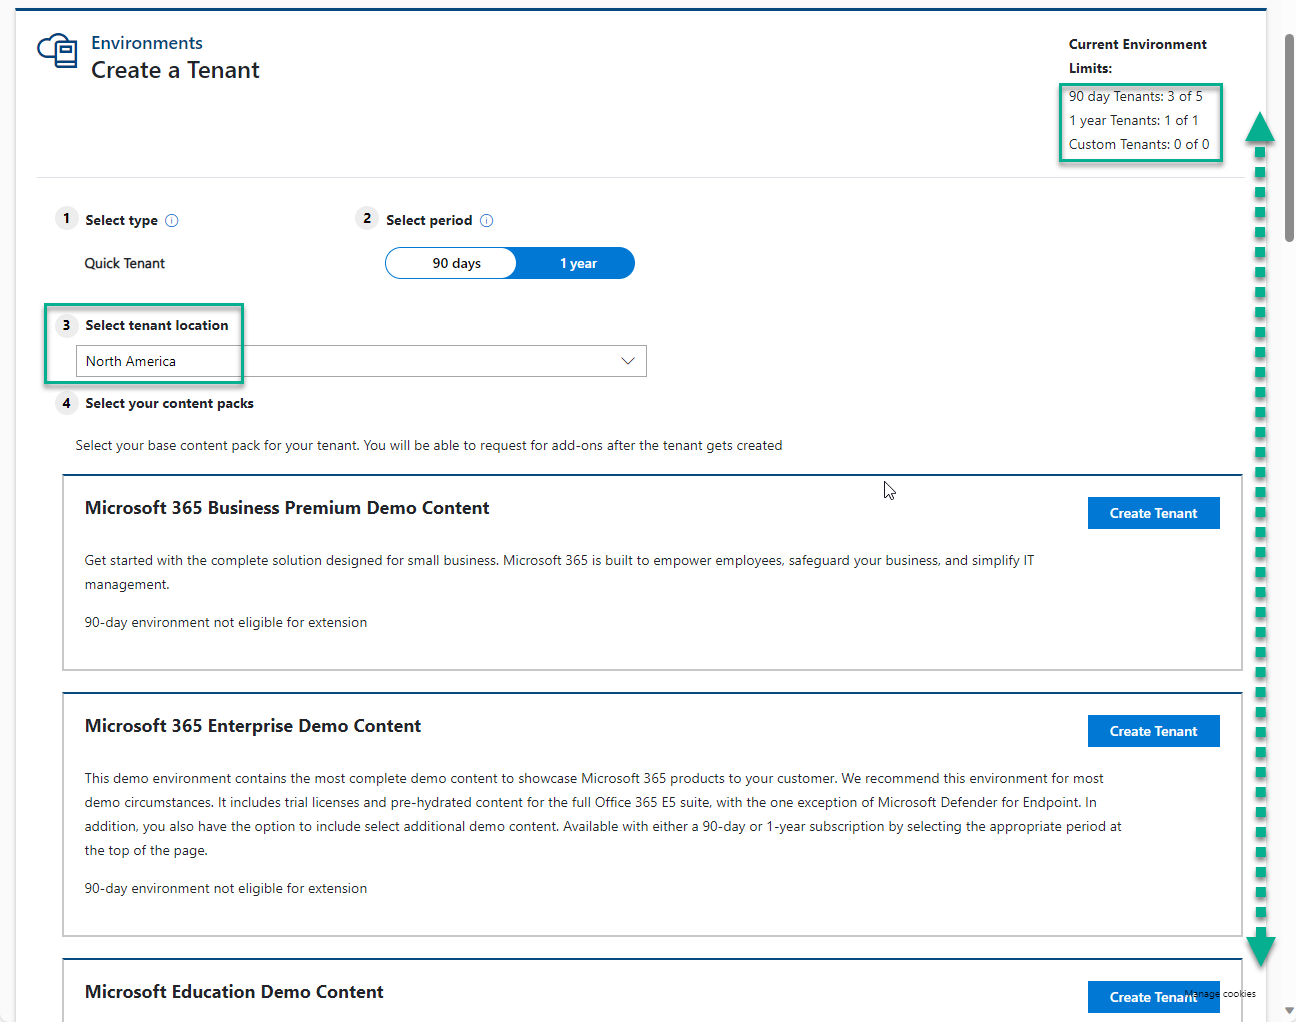 Environments
Create a Tenant
Current Environment
Limits:
90 day Tenants: 3 of 5
1 year Tenants: 1 of 1
Custom Tenants: 0 of 0
1 Select type
2 Select period
Quick Tenant
90 days 1 year
3 Select tenant location
North America
4 Select your content packs
Select your base content pack for your tenant. You will be able to request for add-ons after the tenant gets created
Microsoft 365 Business Premium Demo Content
Create Tenant
Get started with the complete solution designed for small business. Microsoft 365 is built to empower employees, safeguard your business, and simplify IT
management.
90-day environment not eligible for extension
Microsoft 365 Enterprise Demo Content
Create Tenant
This demo environment contains the most complete demo content to showcase Microsoft 365 products to your customer. We recommend this environment for most
demo circumstances. It includes trial licenses and pre-hydrated content for the full Office 365 E5 suite, with the one exception of Microsoft Defender for Endpoint. In
addition, you also have the option to include select additional demo content. Available with either a 90-day or 1-year subscription by selecting the appropriate period at
the top of the page.
90-day environment not eligible for extension
Microsoft Education Demo Content
Create Tenant
Manage cookies